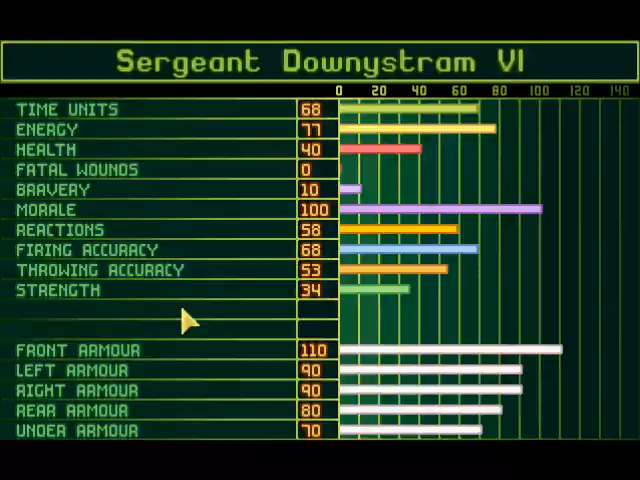 Sergeant Downystram VI
0 20 40 60 80 100 120 140
TIME UNITS 68
ENERGY 77
HEALTH 40
FATAL WOUNDS 0
BRAVERY 10
MORALE 100
REACTIONS 58
FIRING ACCURACY 68
THROWING ACCURACY 53
STRENGTH 34
FRONT ARMOUR 110
LEFT ARMOUR 90
RIGHT ARMOUR 90
REAR ARMOUR 80
UNDER ARMOUR 70